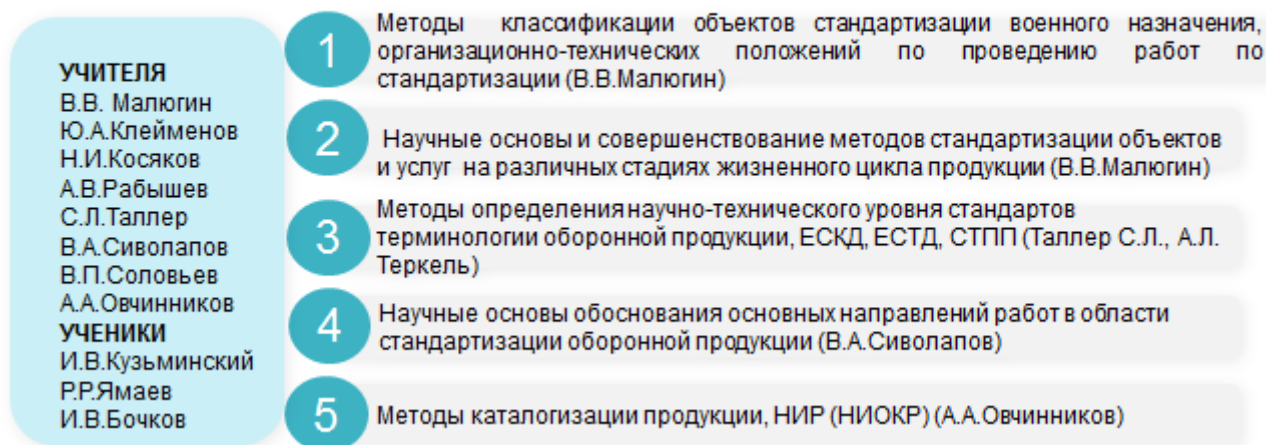 УЧИТЕЛЯ
В.В. Малюгин
Ю.А.Клейменов
Н.И.Косяков
А.В.Рабышев
С.Л.Таллер
В.А.Сиволапов
В.П.Соловьев
А.А.Овчинников
УЧЕНИКИ
И.В.Кузьминский
Р.Р.Ямаев
И.В.Бочков
1
Методы классификации объектов стандартизации военного назначения,
организационно-технических положений по проведению работ по
стандартизации (В.В.Малюгин)
2
Научные основы и совершенствование методов стандартизации объектов
и услуг на различных стадиях жизненного цикла продукции (В.В.Малюгин)
3
Методы определения научно-технического уровня стандартов
терминологии оборонной продукции, ЕСКД, ЕСТД, СТПП (Таллер С.Л., А.Л.
Теркель)
4
Научные основы обоснования основных направлений работ в области
стандартизации оборонной продукции (В.А.Сиволапов)
5
Методы каталогизации продукции, НИР (НИОКР) (А.А.Овчинников)